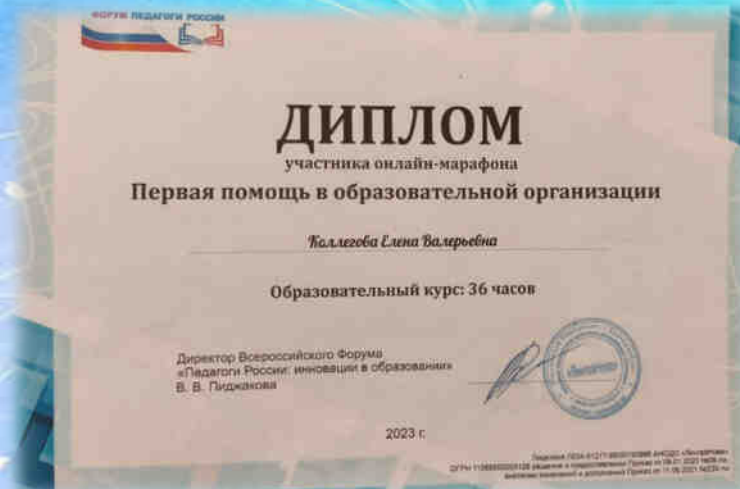 ФОРУМ ПЕДАГОГИ РОССИИ
ДИПЛОМ
участника онлайн-марафона
Первая помощь в образовательной организации
Коллегова Елена Валерьевна
Образовательный курс: 36 часов
Директор Всероссийского Форума
«Педагоги России: инновации в образовании»
В. В. Пиджакова
2023 г.